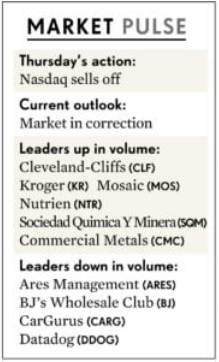 MARKET PULSE
Thursday's action:
Nasdaq sells off
Current outlook:
Market in correction
Leaders up in volume:
Cleveland-Cliffs (CLF)
Kroger (KR) Mosaic (MOS)
Nutrien (NTR)
Sociedad Quimica Y Minera (SQM)
Commercial Metals (CMC)
Leaders down in volume:
Ares Management (ARES)
BJ's Wholesale Club (BJ)
CarGurus (CARG)
Datadog (DDOG)